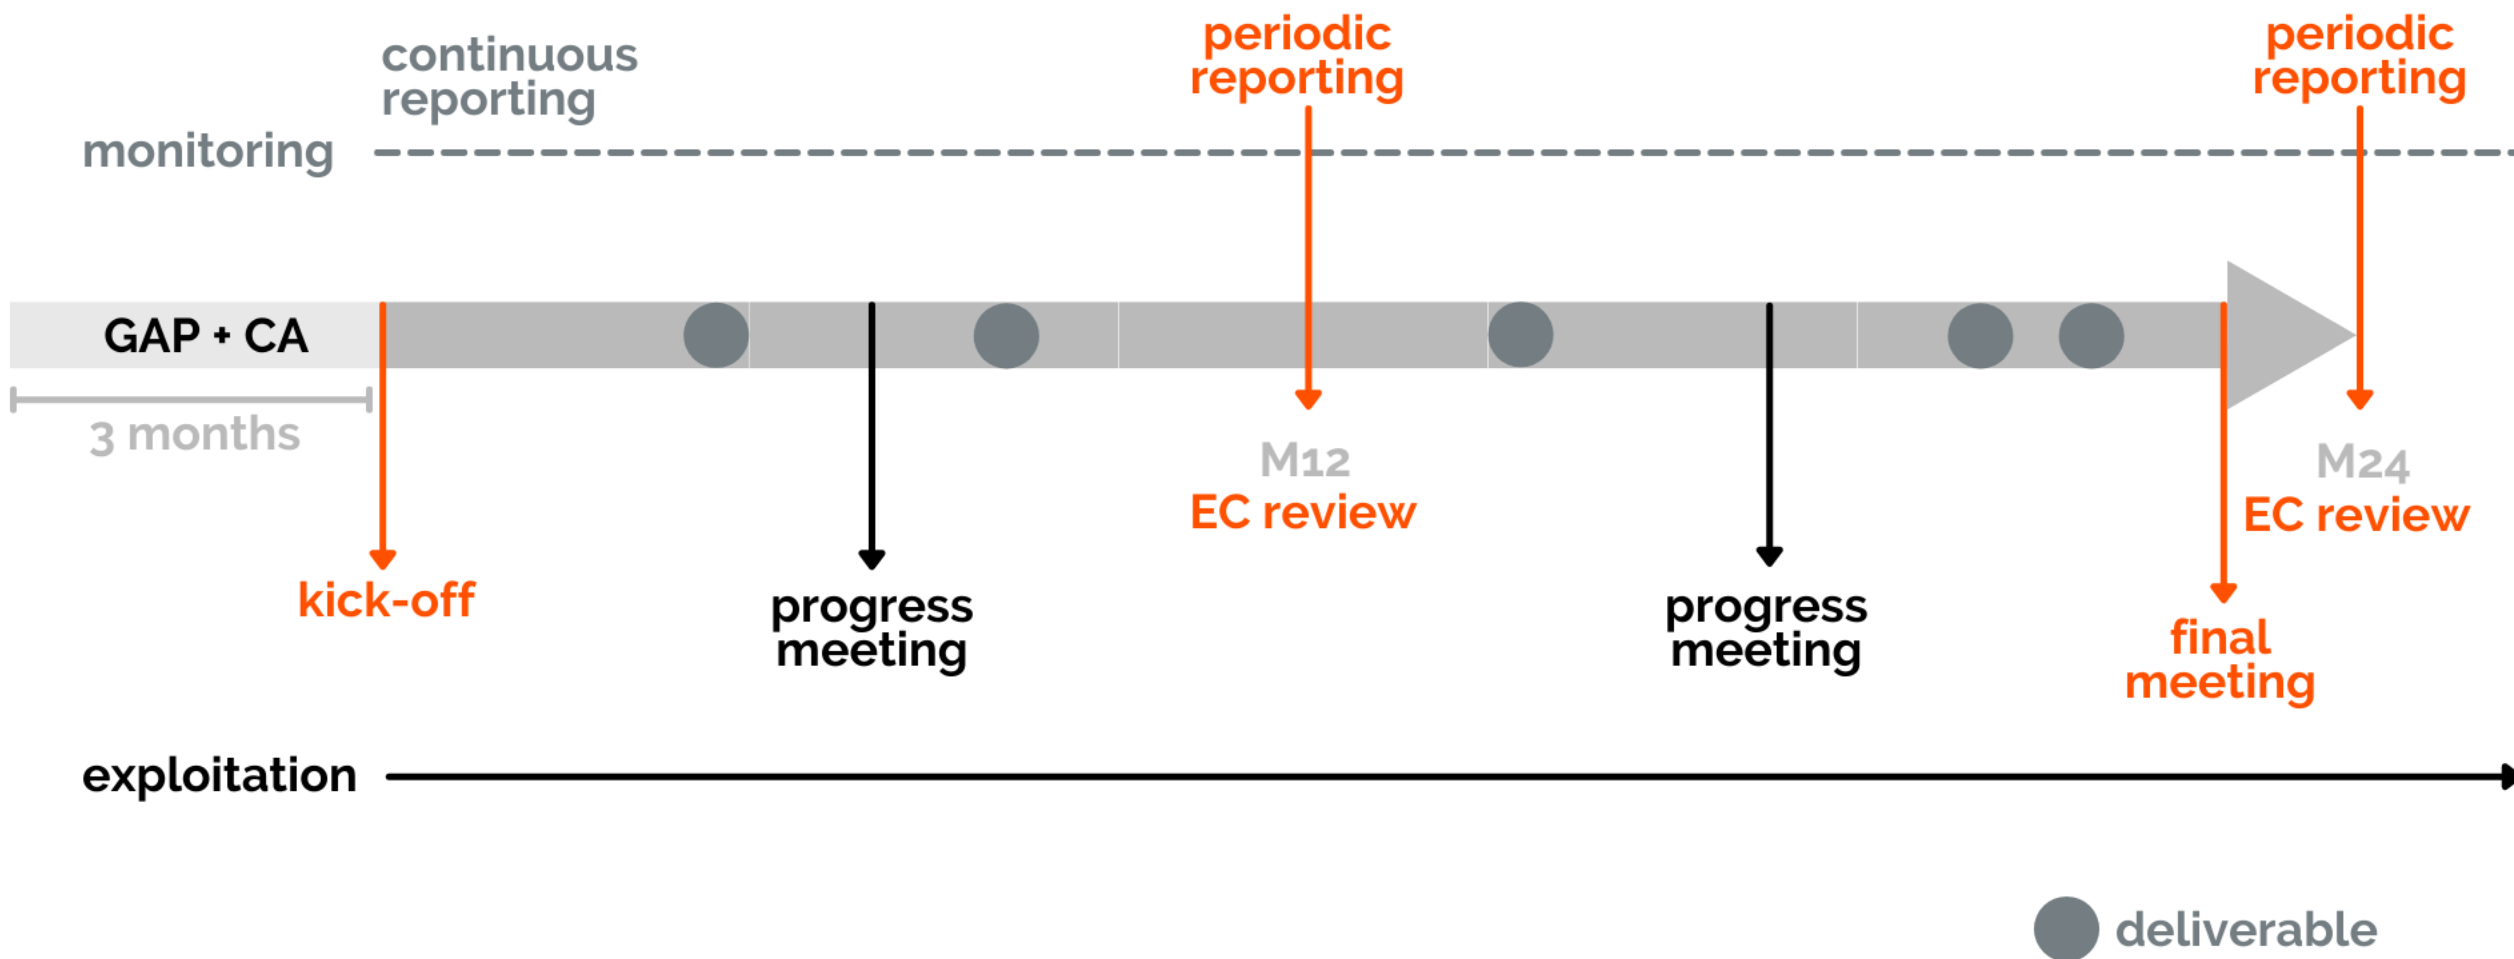 periodic
reporting
periodic
reporting
continuous
reporting
monitoring
GAP + CA
3 months
M12
EC review
M24
EC review
kick-off
progress
meeting
progress
meeting
final
meeting
exploitation
deliverable